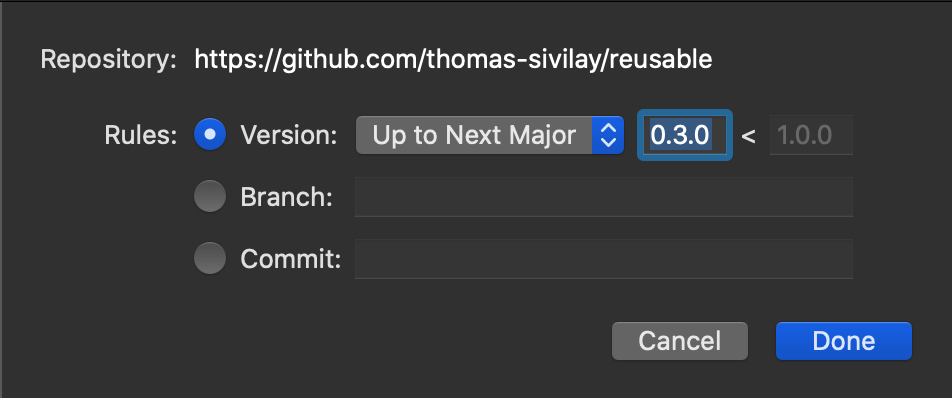 Repository: https://github.com/thomas-sivilay/reusable
Rules: Version: Up to Next Major 0.3.0 < 1.0.0
Branch:
Commit:
Cancel Done